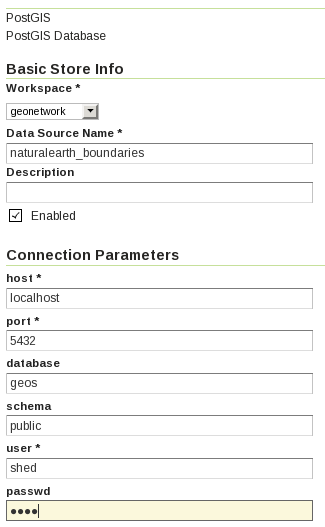 PostGIS
PostGIS Database
Basic Store Info
Workspace *
geonetwork
Data Source Name *
naturalearth_boundaries
Description
Enabled
Connection Parameters
host *
localhost
port *
5432
database
geos
schema
public
user *
shed
passwd
●●●●